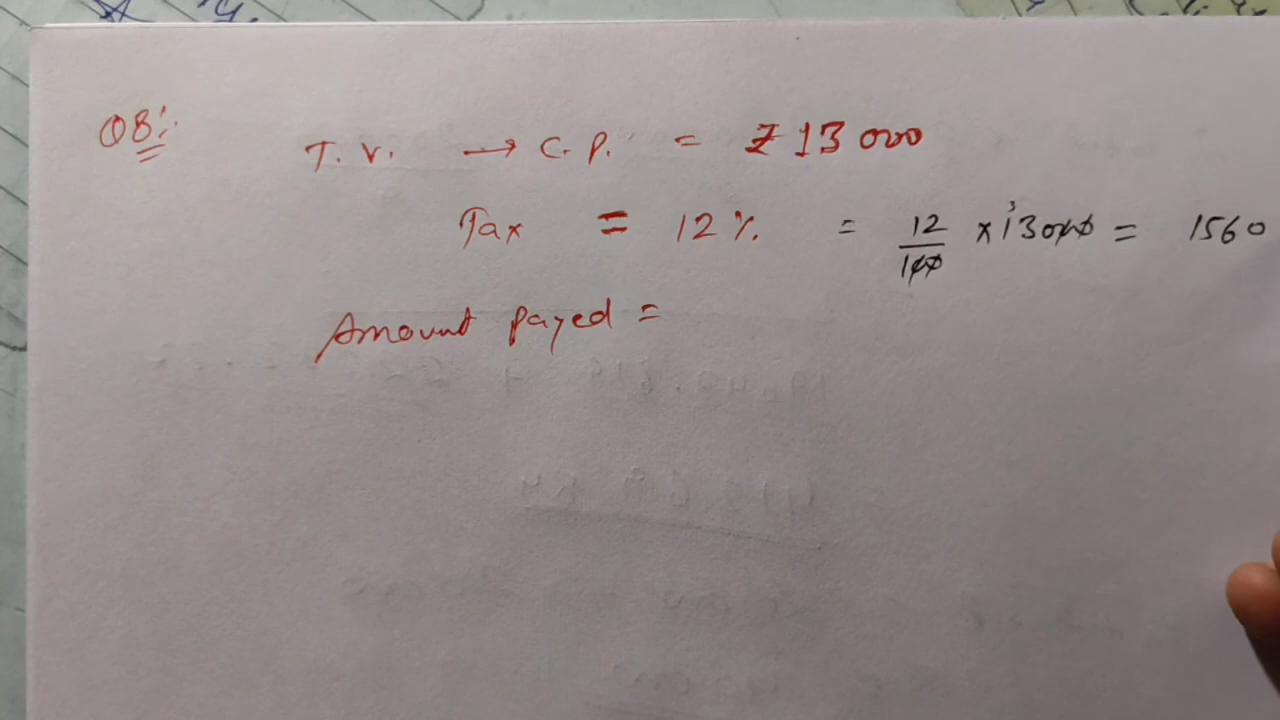 Q8:-
T.V. → C.P. = ₹13000
Tax = 12% = 12/100 x 13000 = 1560
Amount payed =